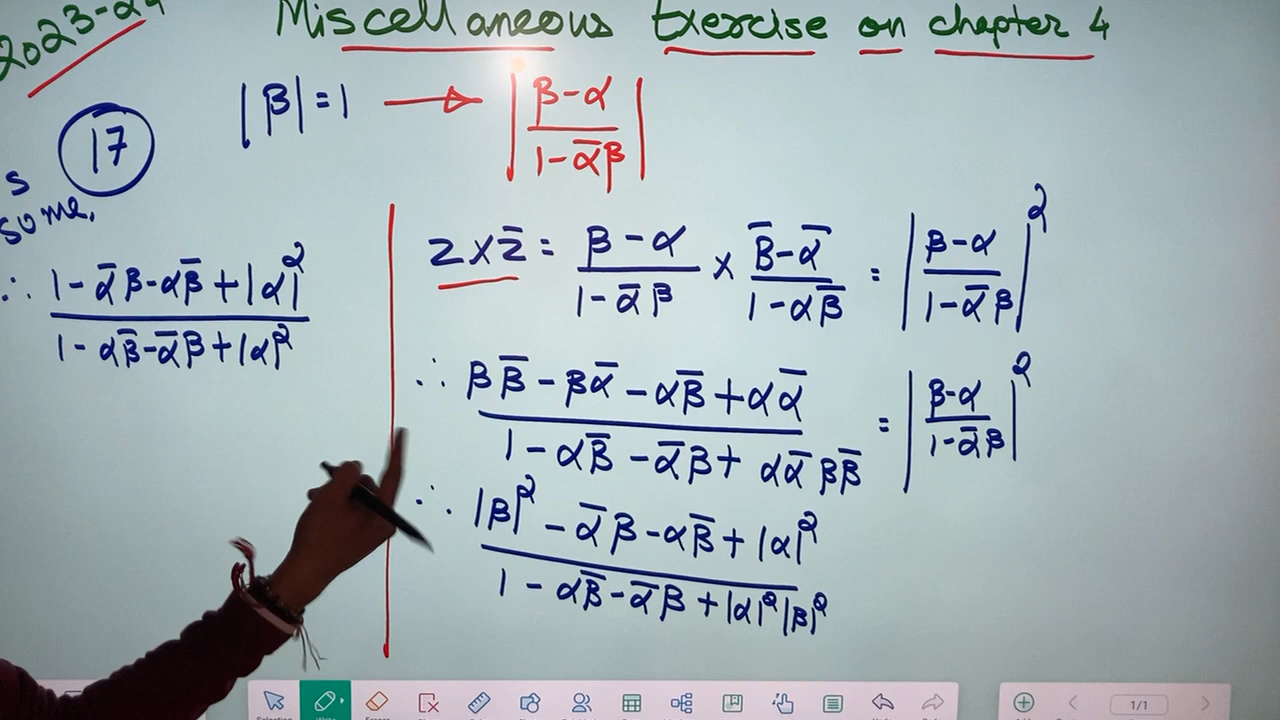 2023-24
Miscellaneous Exercise on chapter 4
17
|β|=1 → |β-α / 1-ᾱβ|
s
some,
∴ 1-ᾱβ-αβ̄+|α|² / 1-αβ̄-ᾱβ+|α|²
z×z̄ = β-α / 1-ᾱβ × β̄-ᾱ / 1-αβ̄ = |β-α / 1-ᾱβ|²
∴ ββ̄-βᾱ-αβ̄+αᾱ / 1-αβ̄-ᾱβ+αᾱββ̄ = |β-α / 1-ᾱβ|²
∴ |β|²-ᾱβ-αβ̄+|α|² / 1-αβ̄-ᾱβ+|α|²|β|²
1/1